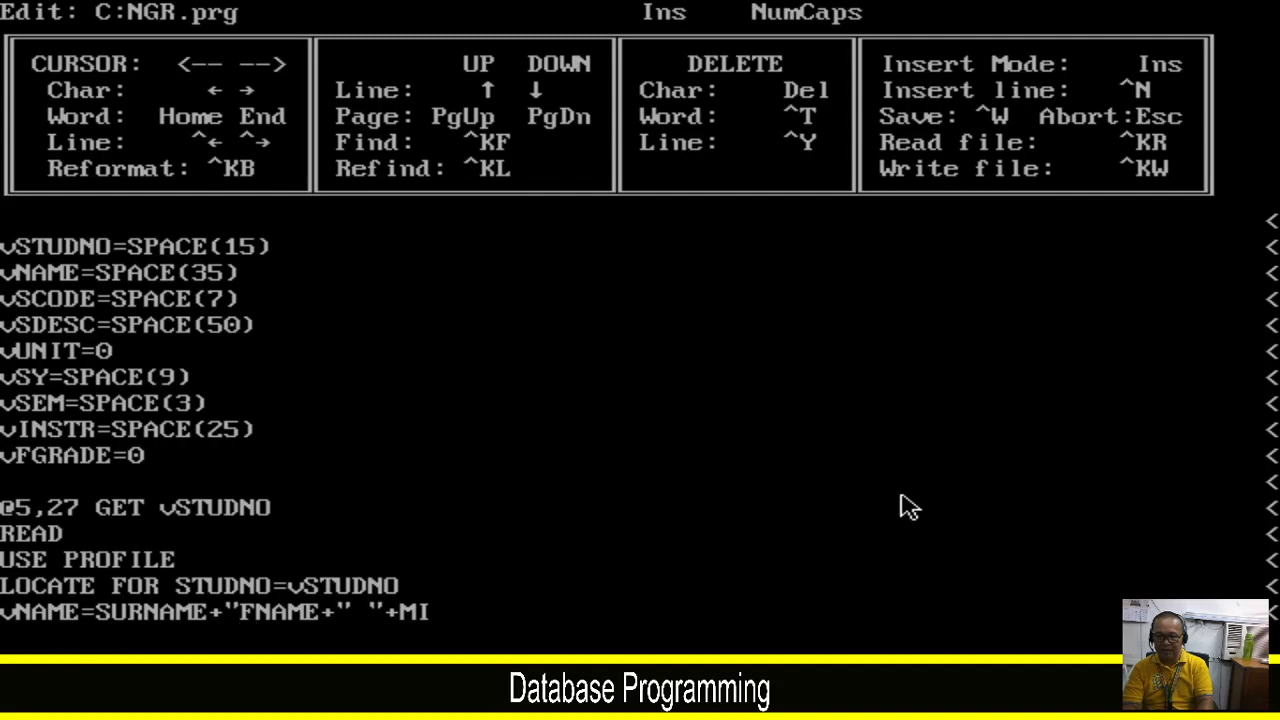 Edit: C:NGR.prg Ins NumCaps
CURSOR: <-- --> UP DOWN DELETE Insert Mode: Ins
Char: ← → Line: ↑ ↓ Char: Del Insert line: ^N
Word: Home End Page: PgUp PgDn Word: ^T Save: ^W Abort:Esc
Line: ^← ^→ Find: ^KF Line: ^Y Read file: ^KR
Reformat: ^KB Refind: ^KL Write file: ^KW
<
vSTUDNO=SPACE(15) <
vNAME=SPACE(35) <
vSCODE=SPACE(7) <
vSDESC=SPACE(50) <
vUNIT=0 <
vSY=SPACE(9) <
vSEM=SPACE(3) <
vINSTR=SPACE(25) <
vFGRADE=0 <
<
@5,27 GET vSTUDNO <
READ <
USE PROFILE <
LOCATE FOR STUDNO=vSTUDNO <
vNAME=SURNAME+"FNAME+" "+MI <
Database Programming